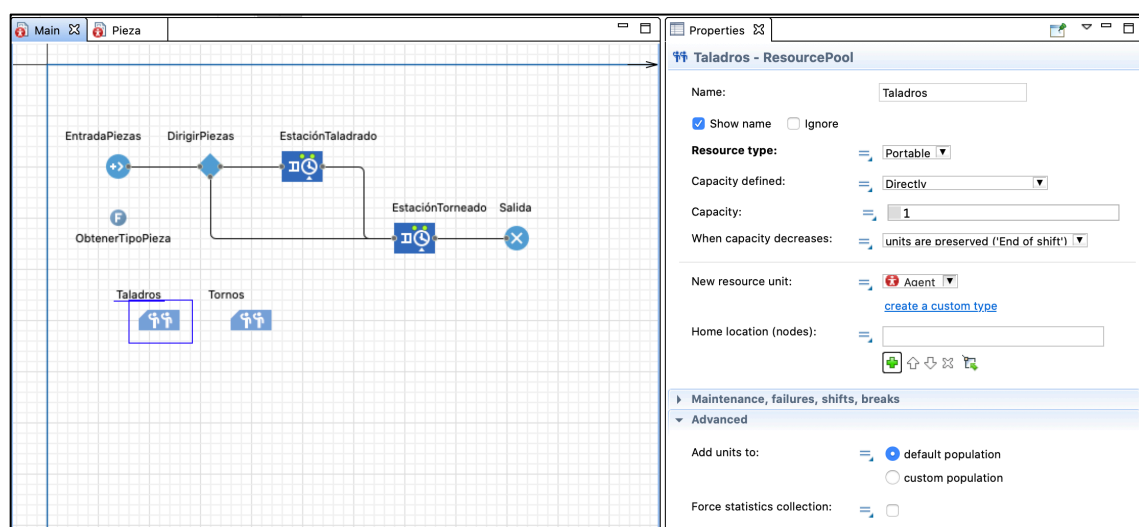 Main
Pieza
EntradaPiezas
DirigirPiezas
EstaciónTaladrado
EstaciónTorneado
Salida
F
ObtenerTipoPieza
Taladros
Tornos
Properties
Taladros - ResourcePool
Name:
Taladros
Show name
Ignore
Resource type:
Portable
Capacity defined:
Directly
Capacity:
1
When capacity decreases:
units are preserved ('End of shift')
New resource unit:
Agent
create a custom type
Home location (nodes):
Maintenance, failures, shifts, breaks
Advanced
Add units to:
default population
custom population
Force statistics collection: